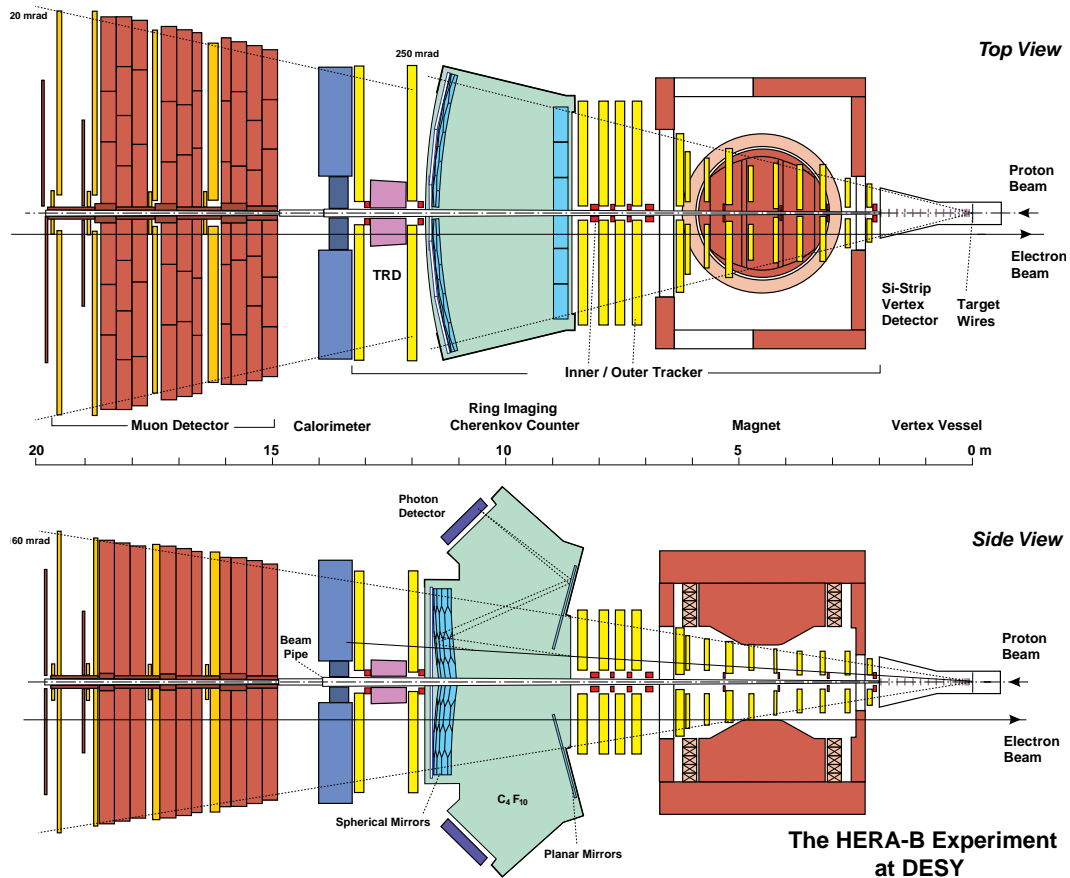 20 mrad
250 mrad
Top View
Proton
Beam
Electron
Beam
TRD
Si-Strip
Vertex
Detector
Target
Wires
Inner / Outer Tracker
Muon Detector
Calorimeter
Ring Imaging
Cherenkov Counter
Magnet
Vertex Vessel
20 15 10 5 0 m
Photon
Detector
160 mrad
Side View
Beam
Pipe
Proton
Beam
Electron
Beam
C4 F10
Spherical Mirrors
Planar Mirrors
The HERA-B Experiment
at DESY